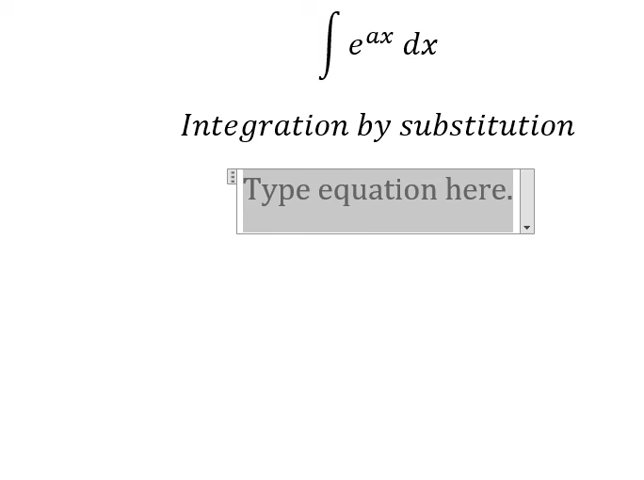 ∫ e^{ax} dx
Integration by substitution
Type equation here.